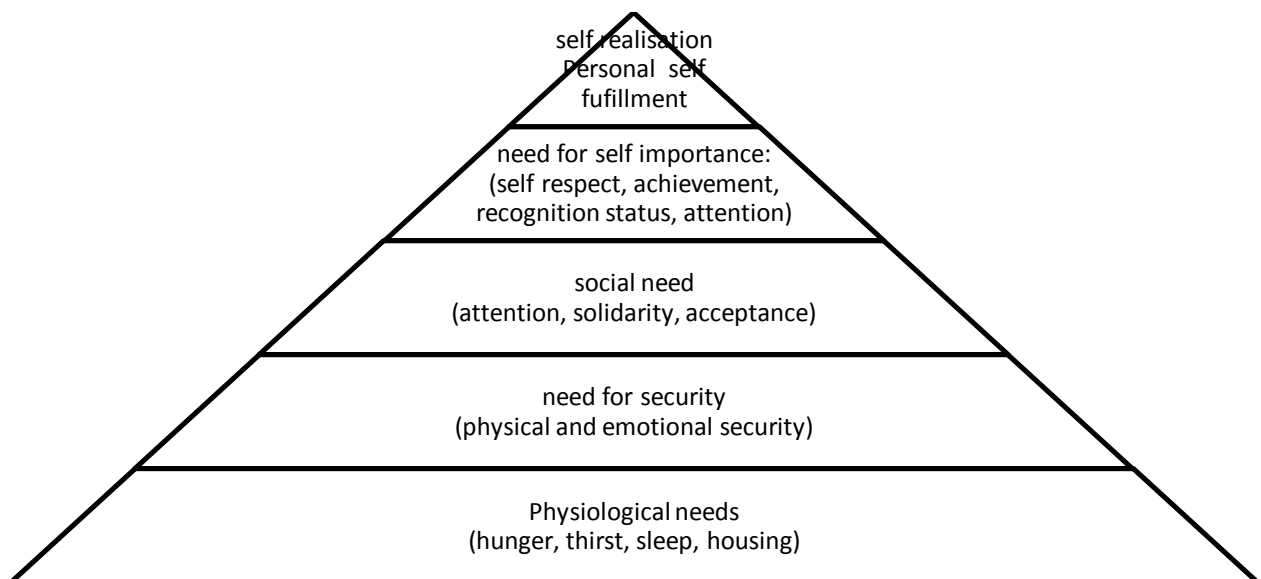 self realisation
Personal self
fufillment
need for self importance:
(self respect, achievement,
recognition status, attention)
social need
(attention, solidarity, acceptance)
need for security
(physical and emotional security)
Physiological needs
(hunger, thirst, sleep, housing)